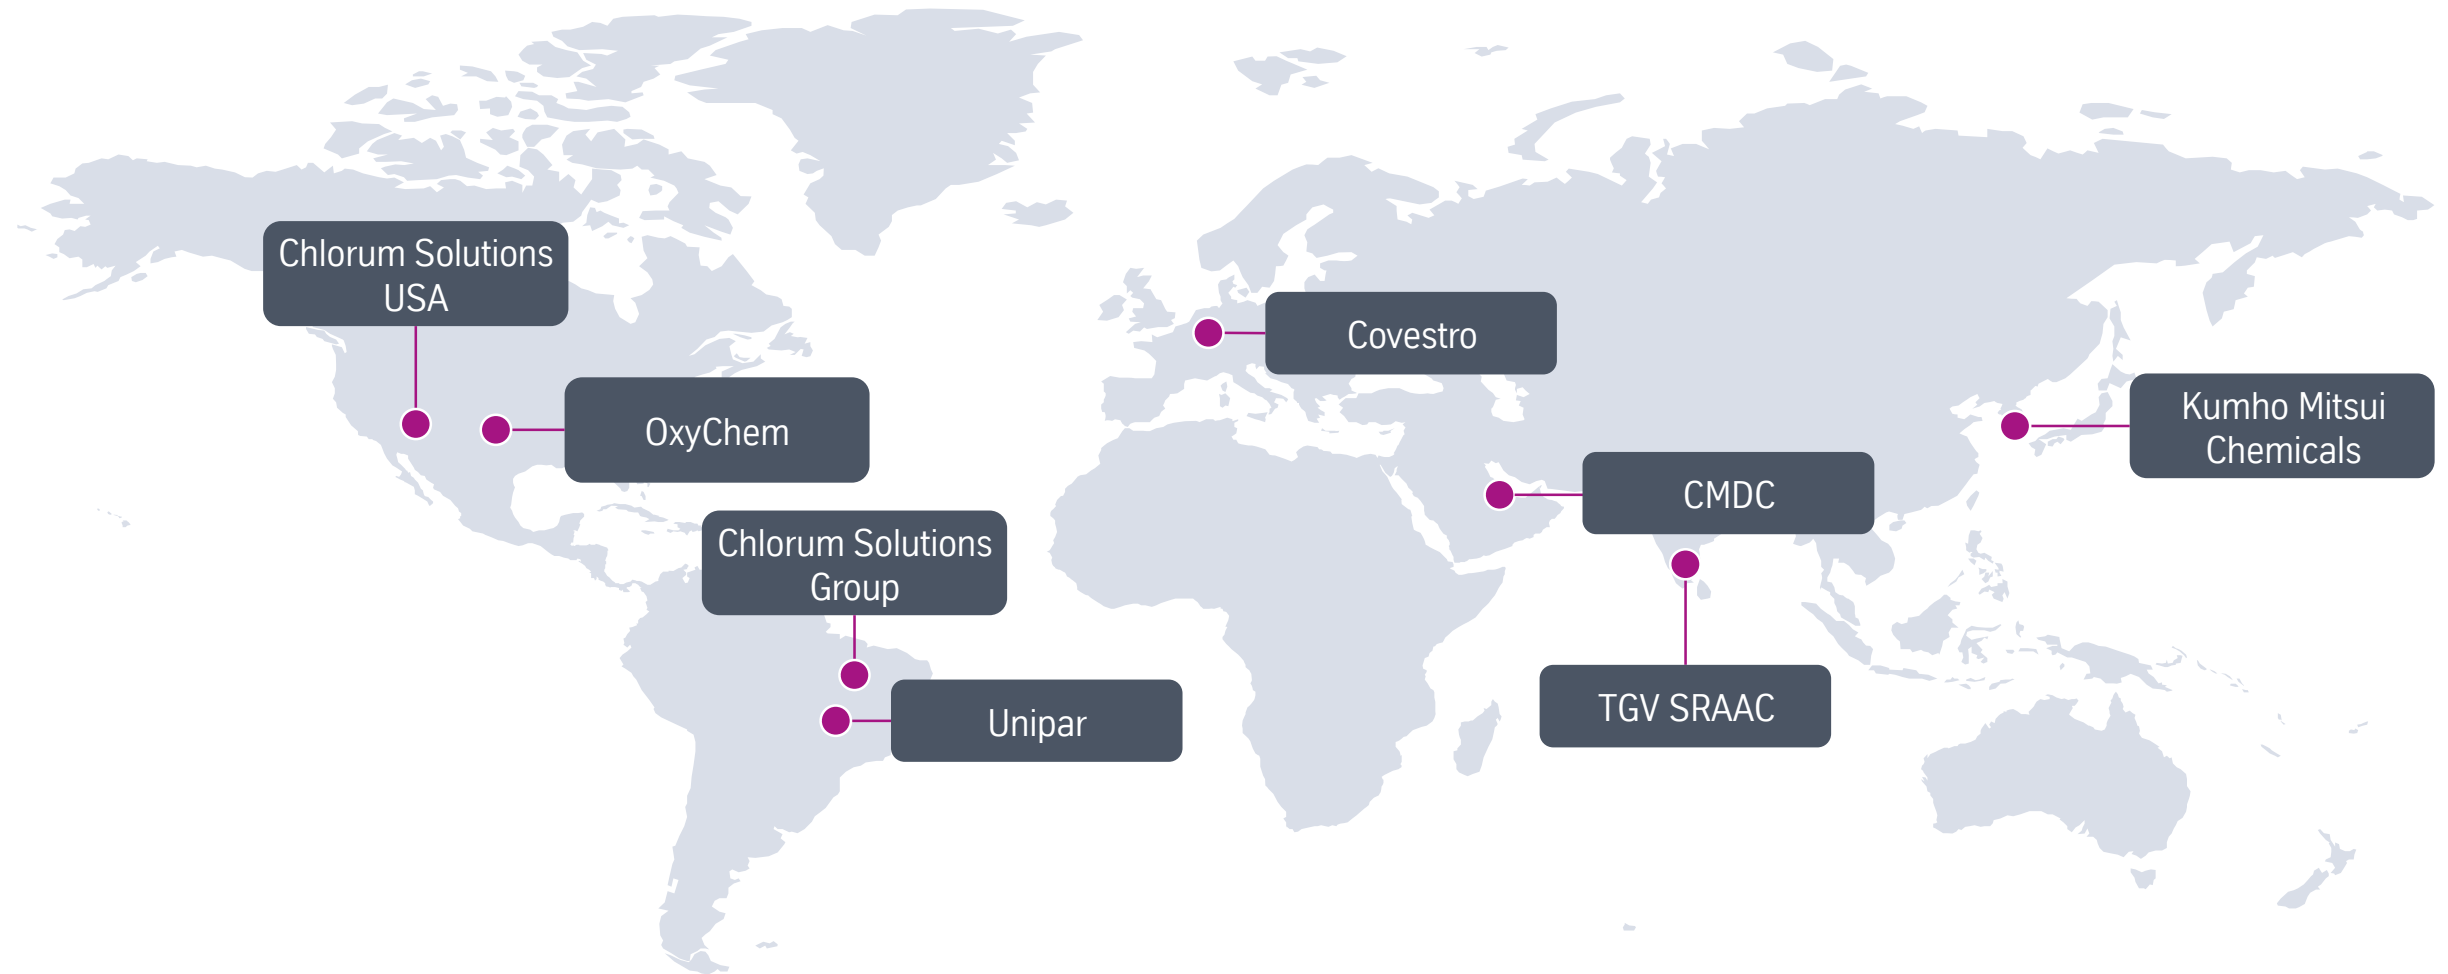 Chlorum Solutions
USA
Covestro
OxyChem
Kumho Mitsui
Chemicals
CMDC
Chlorum Solutions
Group
Unipar
TGV SRAAC